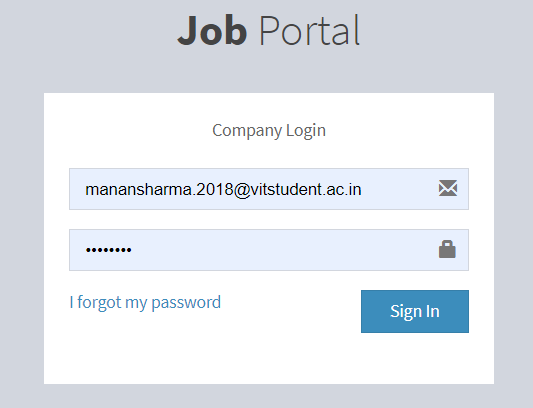 Job Portal
Company Login
manansharma.2018@vitstudent.ac.in
••••••••
I forgot my password
Sign In